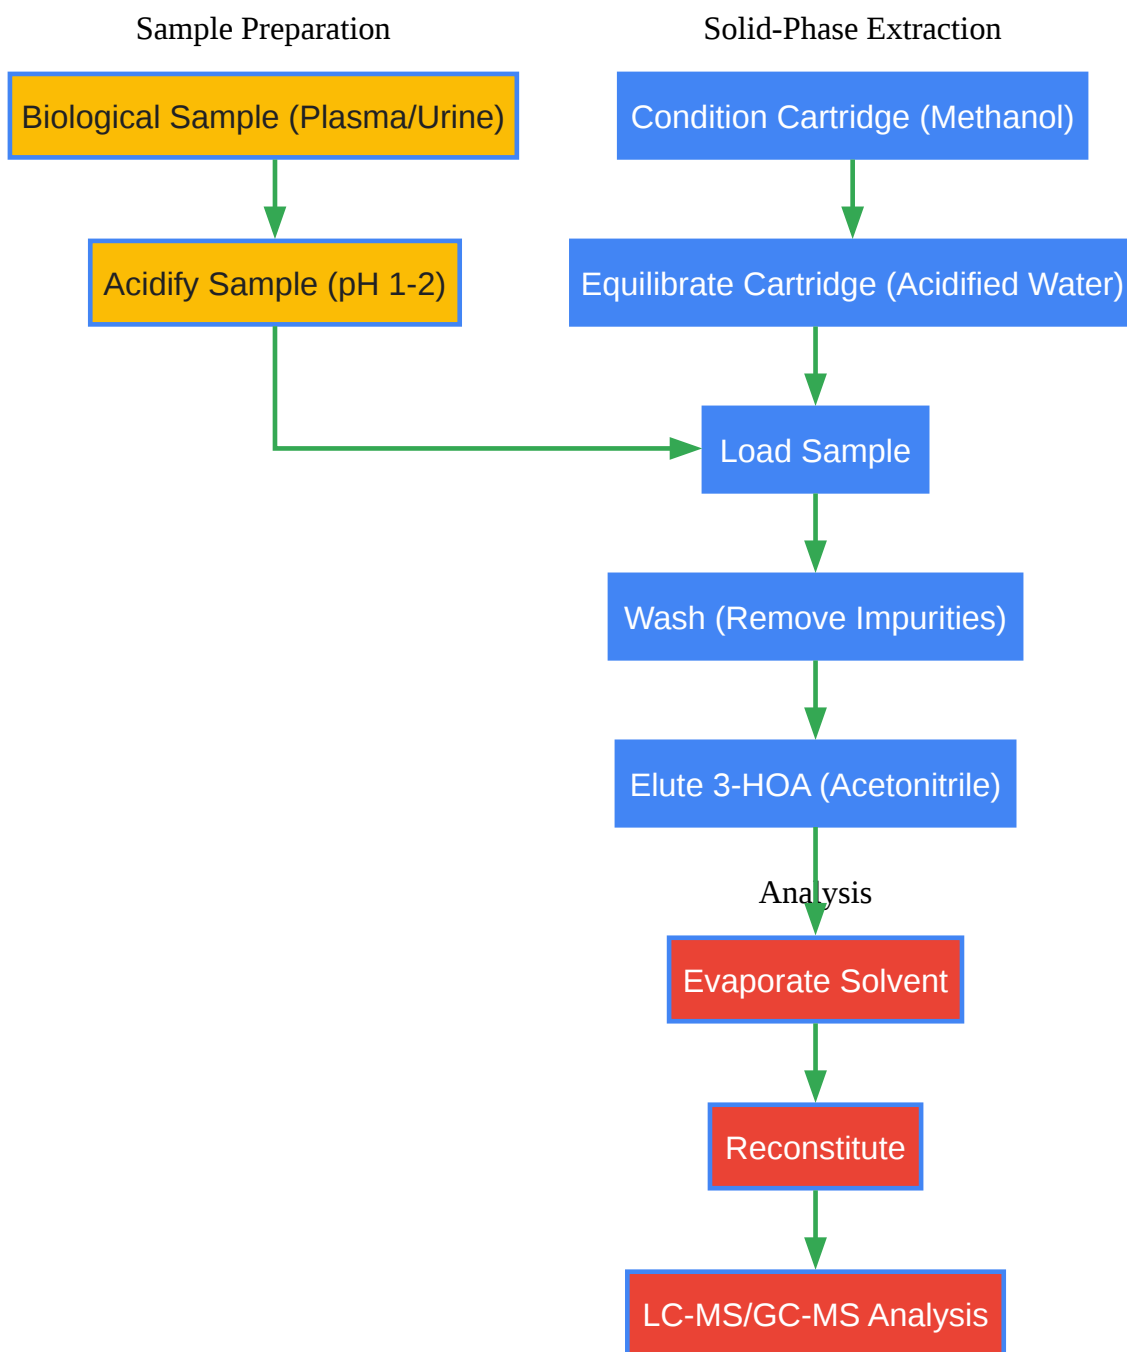 Sample Preparation
Solid-Phase Extraction
Biological Sample (Plasma/Urine)
Condition Cartridge (Methanol)
Acidify Sample (pH 1-2)
Equilibrate Cartridge (Acidified Water)
Load Sample
Wash (Remove Impurities)
Elute 3-HOA (Acetonitrile)
Analysis
Evaporate Solvent
Reconstitute
LC-MS/GC-MS Analysis